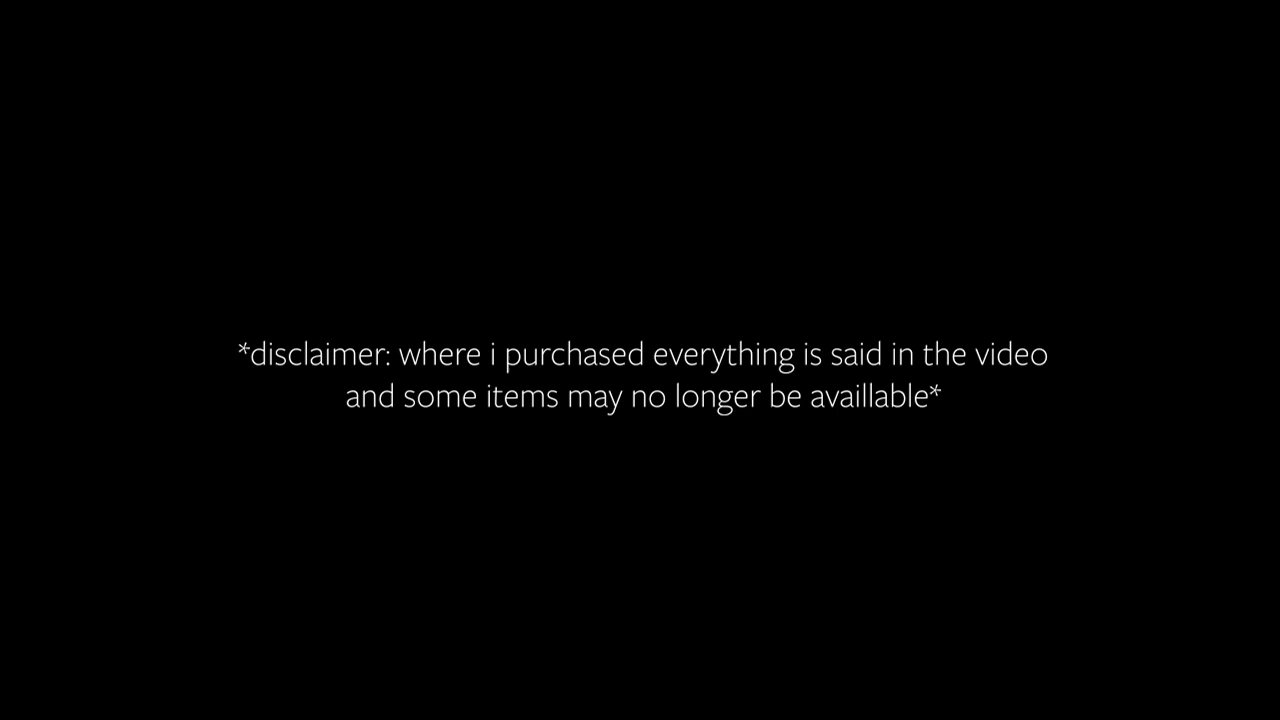 *disclaimer: where i purchased everything is said in the video
and some items may no longer be availlable*